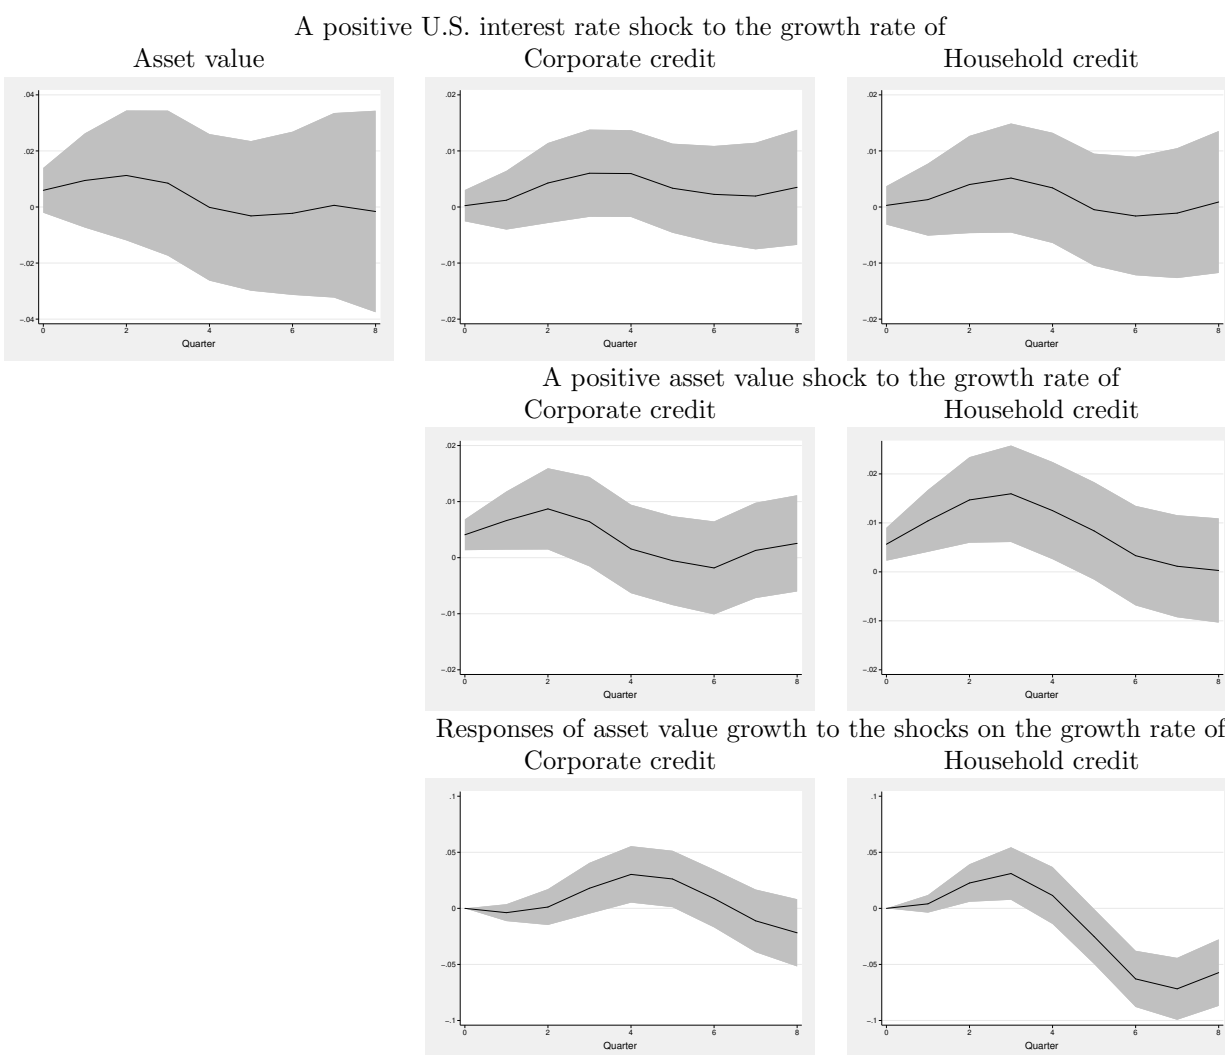 A positive U.S. interest rate shock to the growth rate of
Asset value Corporate credit Household credit
.04 .02 0 −.02 −.04
0 2 4 6 8
Quarter
.02 .01 0 −.01 −.02
0 2 4 6 8
Quarter
.02 .01 0 −.01 −.02
0 2 4 6 8
Quarter
A positive asset value shock to the growth rate of
Corporate credit Household credit
.02 .01 0 −.01 −.02
0 2 4 6 8
Quarter
.02 .01 0 −.01 −.02
0 2 4 6 8
Quarter
Responses of asset value growth to the shocks on the growth rate of
Corporate credit Household credit
.1 .05 0 −.05 −.1
0 2 4 6 8
Quarter
.1 .05 0 −.05 −.1
0 2 4 6 8
Quarter